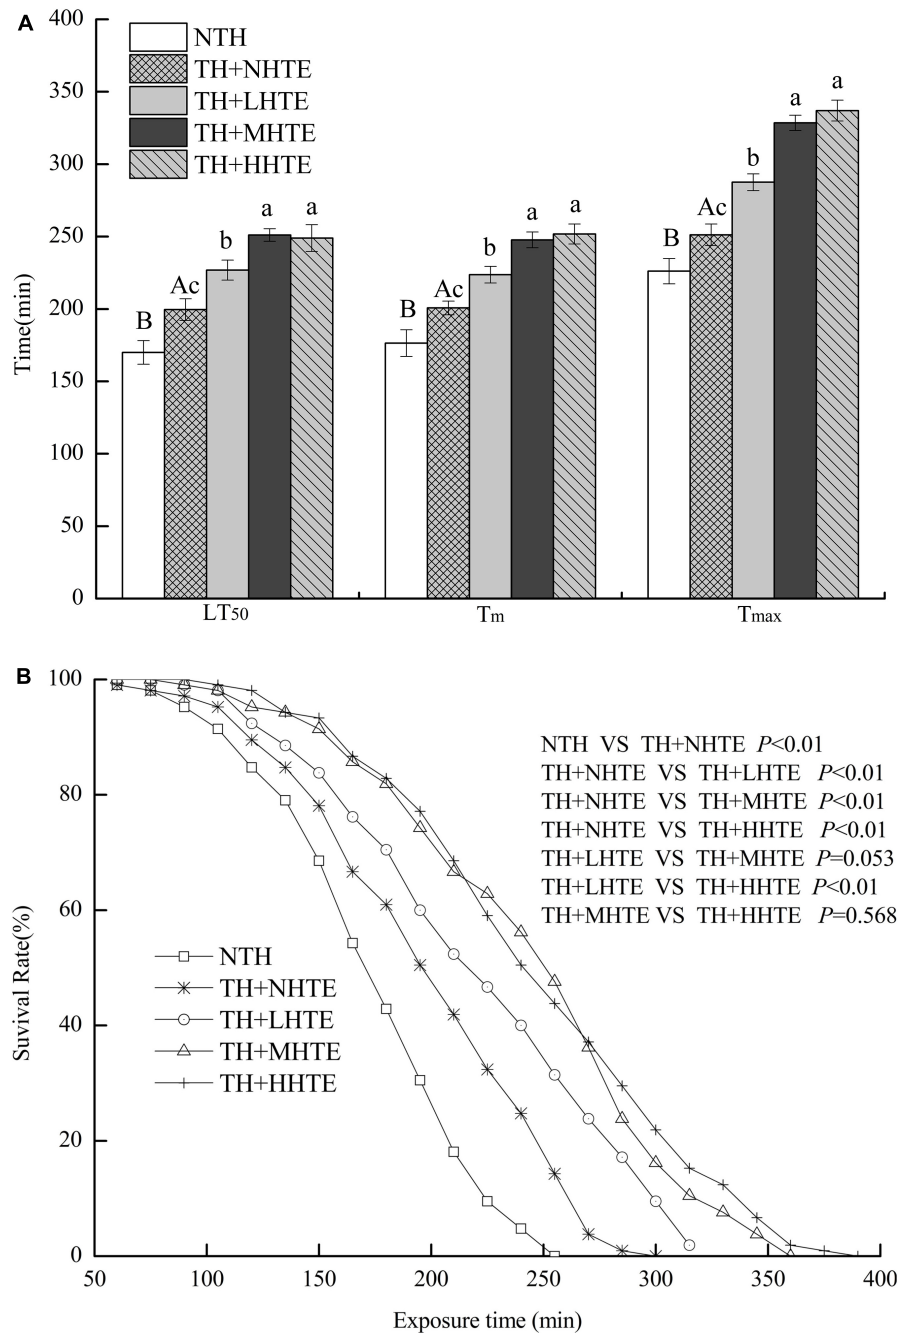 A
400
350
300
250
200
150
100
50
0
Time(min)
NTH
TH+NHTE
TH+LHTE
TH+MHTE
TH+HHTE
B
Ac
b
a
a
B
Ac
b
a
a
B
Ac
b
a
a
LT50
Tm
Tmax
B
100
80
60
40
20
0
Suvival Rate(%)
NTH VS TH+NHTE P<0.01
TH+NHTE VS TH+LHTE P<0.01
TH+NHTE VS TH+MHTE P<0.01
TH+NHTE VS TH+HHTE P<0.01
TH+LHTE VS TH+MHTE P=0.053
TH+LHTE VS TH+HHTE P<0.01
TH+MHTE VS TH+HHTE P=0.568
NTH
TH+NHTE
TH+LHTE
TH+MHTE
TH+HHTE
50 100 150 200 250 300 350 400
Exposure time (min)